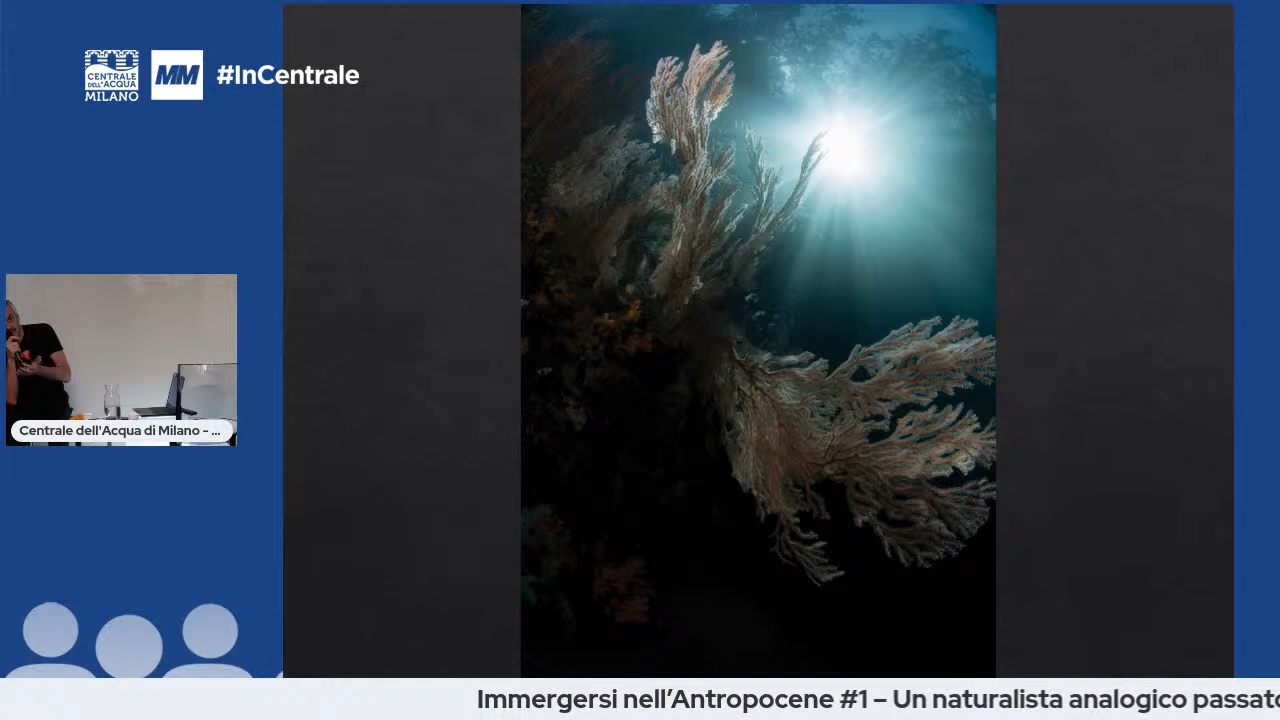 CENTRALE
DELL'ACQUA
MILANO
MM
#InCentrale
Centrale dell'Acqua di Milano - ...
Immergersi nell'Antropocene #1 – Un naturalista analogico passato